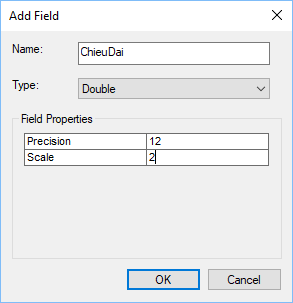 Add Field
Name: ChieuDai
Type: Double
Field Properties
Precision 12
Scale 2
OK Cancel